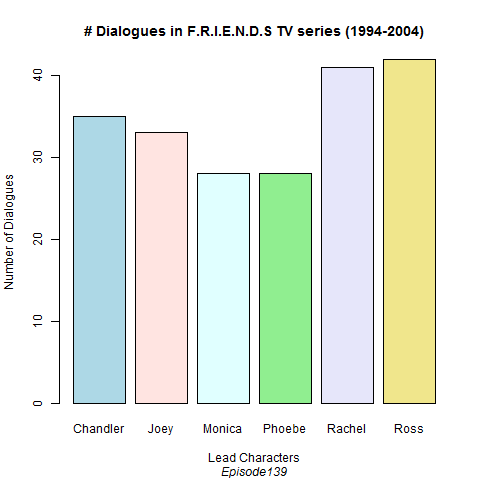 # Dialogues in F.R.I.E.N.D.S TV series (1994-2004)
Number of Dialogues
40
30
20
10
0
Chandler Joey Monica Phoebe Rachel Ross
Lead Characters
Episode139